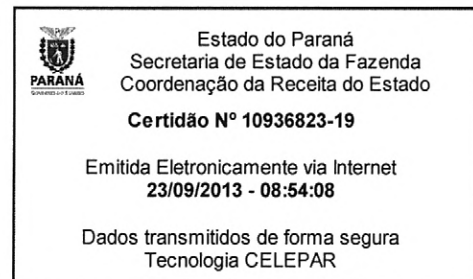 Estado do Paraná
Secretaria de Estado da Fazenda
Coordenação da Receita do Estado
PARANÁ
Certidão Nº 10936823-19
Emitida Eletronicamente via Internet
23/09/2013 - 08:54:08
Dados transmitidos de forma segura
Tecnologia CELEPAR